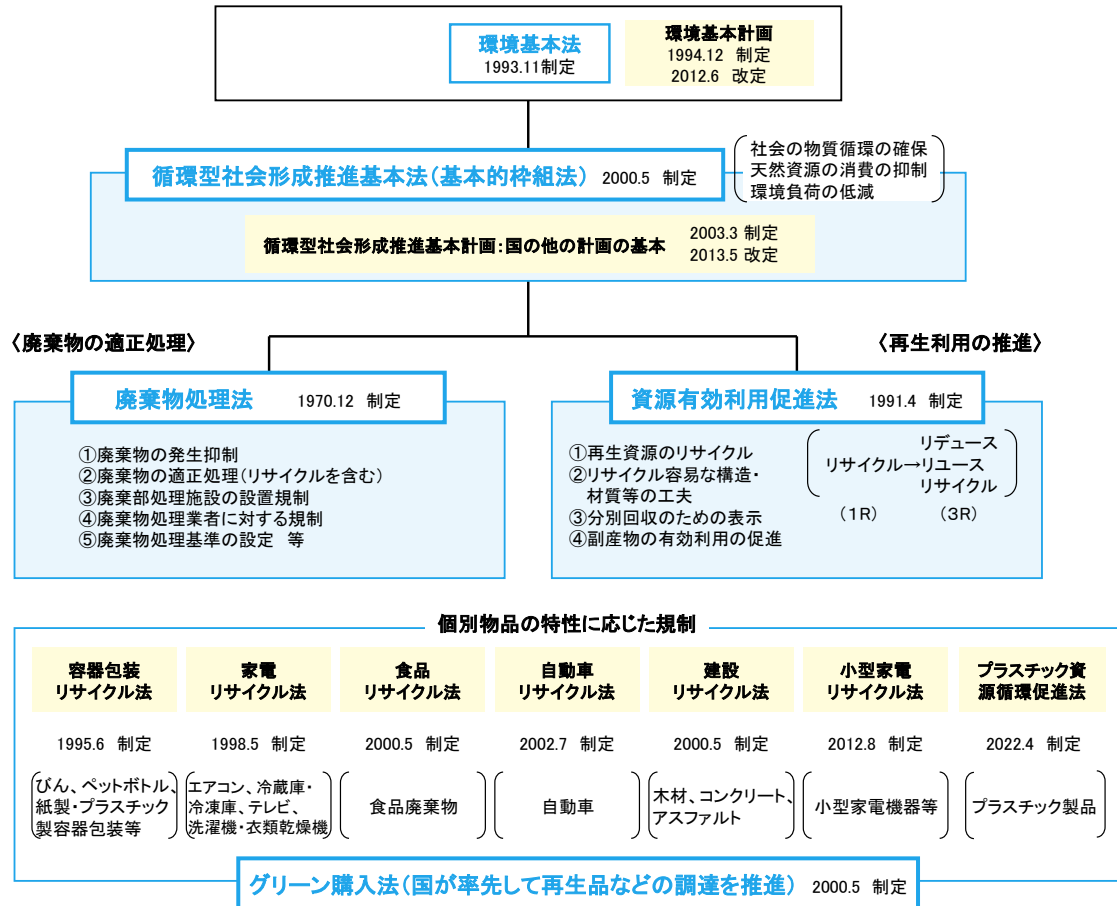 環境基本法
1993.11制定
環境基本計画
1994.12 制定
2012.6 改定
循環型社会形成推進基本法(基本的枠組法) 2000.5 制定
社会の物質循環の確保
天然資源の消費の抑制
環境負荷の低減
循環型社会形成推進基本計画:国の他の計画の基本
2003.3 制定
2013.5 改定
〈廃棄物の適正処理〉
〈再生利用の推進〉
廃棄物処理法 1970.12 制定
①廃棄物の発生抑制
②廃棄物の適正処理(リサイクルを含む)
③廃棄部処理施設の設置規制
④廃棄物処理業者に対する規制
⑤廃棄物処理基準の設定 等
資源有効利用促進法 1991.4 制定
①再生資源のリサイクル
②リサイクル容易な構造・
材質等の工夫
③分別回収のための表示
④副産物の有効利用の促進
リデュース
リサイクル→リユース
リサイクル
(1R) (3R)
個別物品の特性に応じた規制
容器包装
リサイクル法
1995.6 制定
びん、ペットボトル、
紙製・プラスチック
製容器包装等
家電
リサイクル法
1998.5 制定
エアコン、冷蔵庫・
冷凍庫、テレビ、
洗濯機・衣類乾燥機
食品
リサイクル法
2000.5 制定
食品廃棄物
自動車
リサイクル法
2002.7 制定
自動車
建設
リサイクル法
2000.5 制定
木材、コンクリート、
アスファルト
小型家電
リサイクル法
2012.8 制定
小型家電機器等
プラスチック資
源循環促進法
2022.4 制定
プラスチック製品
グリーン購入法(国が率先して再生品などの調達を推進) 2000.5 制定